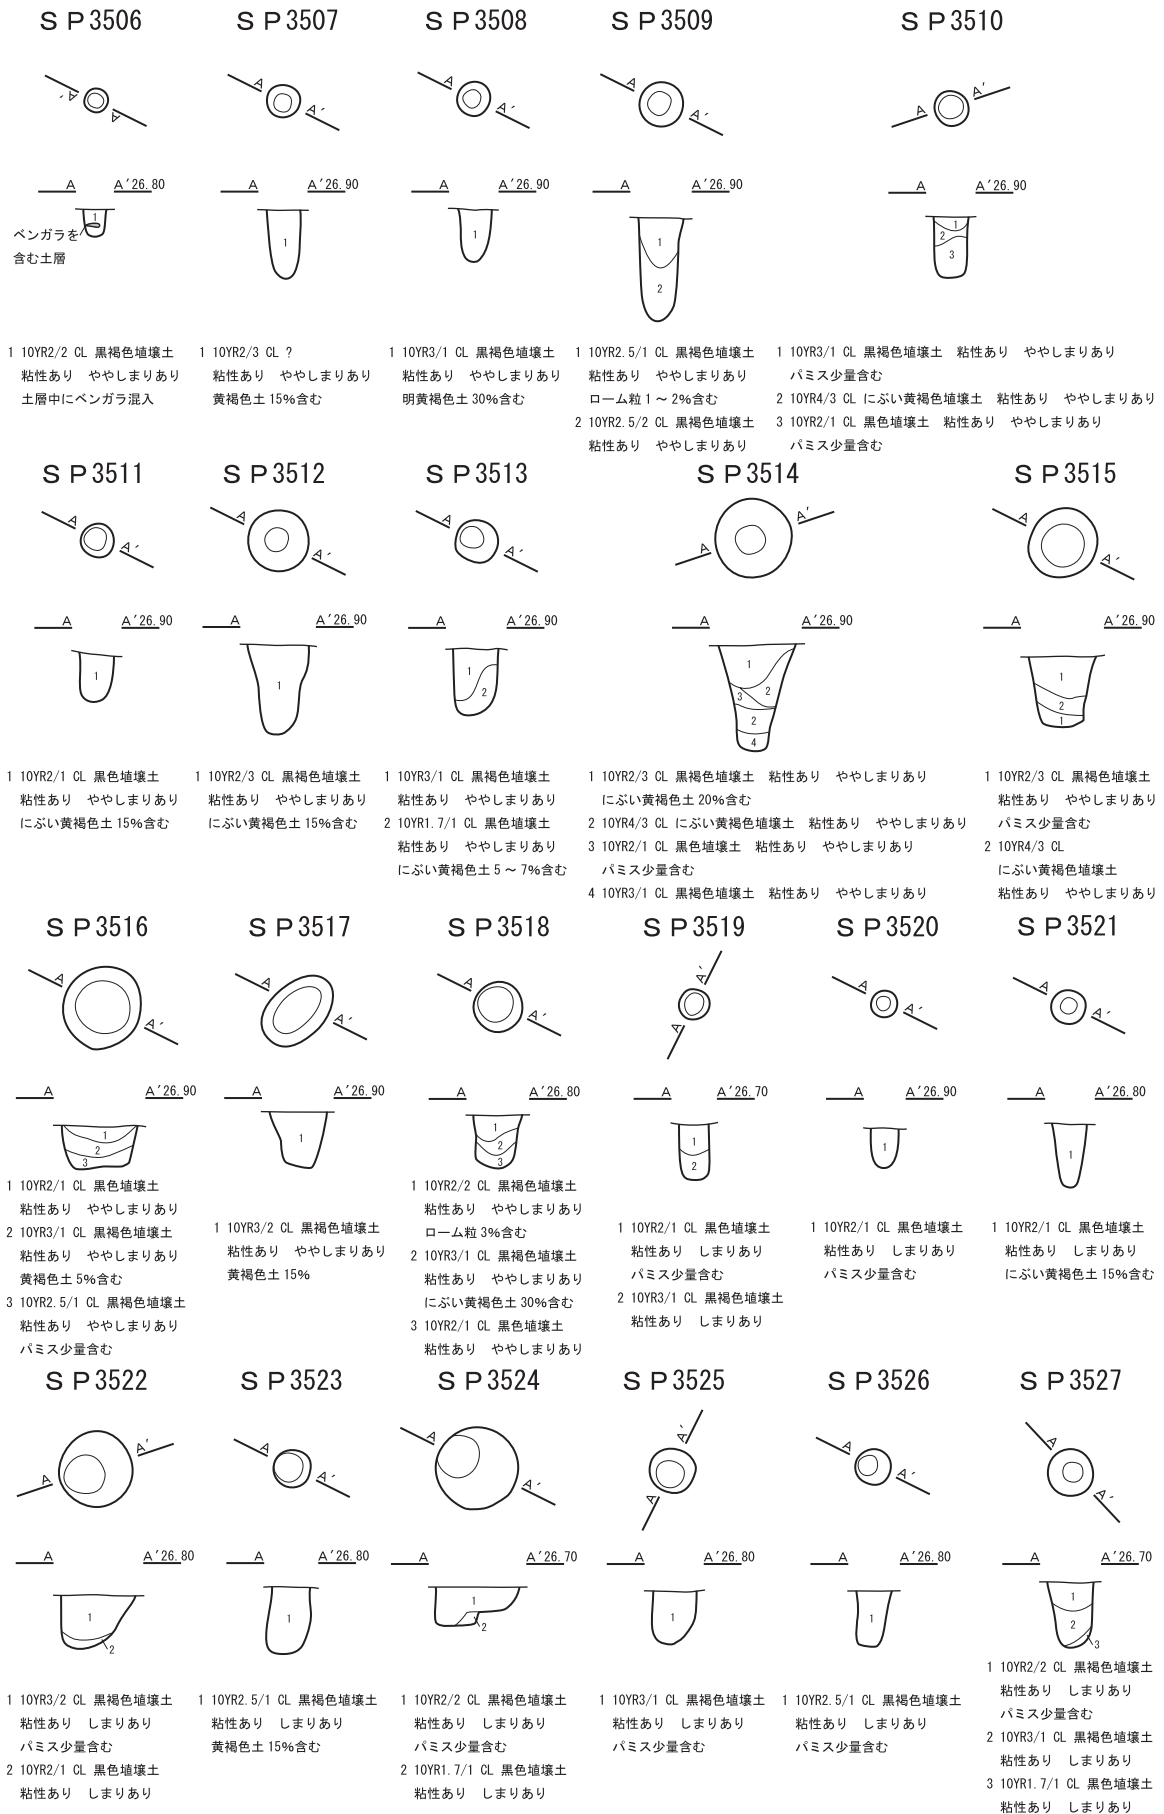 ＳＰ3506
A′
A
A　A′26.80
1
ベンガラを
含む土層
1 10YR2/2 CL 黒褐色埴壌土
粘性あり　ややしまりあり
土層中にベンガラ混入
ＳＰ3507
A
A′
A　A′26.90
1
1 10YR2/3 CL ?
粘性あり　ややしまりあり
黄褐色土 15%含む
ＳＰ3508
A
A′
A　A′26.90
1
1 10YR3/1 CL 黒褐色埴壌土
粘性あり　ややしまりあり
明黄褐色土 30%含む
ＳＰ3509
A
A′
A　A′26.90
1
2
1 10YR2.5/1 CL 黒褐色埴壌土
粘性あり　ややしまりあり
ローム粒 1 ～ 2%含む
2 10YR2.5/2 CL 黒褐色埴壌土
粘性あり　ややしまりあり
ＳＰ3510
A
A′
A　A′26.90
1
2
3
1 10YR3/1 CL 黒褐色埴壌土　粘性あり　ややしまりあり
パミス少量含む
2 10YR4/3 CL にぶい黄褐色埴壌土　粘性あり　ややしまりあり
3 10YR2/1 CL 黒色埴壌土　粘性あり　ややしまりあり
パミス少量含む
ＳＰ3511
A
A′
A　A′26.90
1
1 10YR2/1 CL 黒色埴壌土
粘性あり　ややしまりあり
にぶい黄褐色土 15%含む
ＳＰ3512
A
A′
A　A′26.90
1
1 10YR2/3 CL 黒褐色埴壌土
粘性あり　ややしまりあり
にぶい黄褐色土 15%含む
ＳＰ3513
A
A′
A　A′26.90
1
2
1 10YR3/1 CL 黒褐色埴壌土
粘性あり　ややしまりあり
2 10YR1.7/1 CL 黒色埴壌土
粘性あり　ややしまりあり
にぶい黄褐色土 5 ～ 7%含む
ＳＰ3514
A
A′
A　A′26.90
1
3
2
2
4
1 10YR2/3 CL 黒褐色埴壌土　粘性あり　ややしまりあり
にぶい黄褐色土 20%含む
2 10YR4/3 CL にぶい黄褐色埴壌土　粘性あり　ややしまりあり
3 10YR2/1 CL 黒色埴壌土　粘性あり　ややしまりあり
パミス少量含む
4 10YR3/1 CL 黒褐色埴壌土　粘性あり　ややしまりあり
ＳＰ3515
A
A′
A　A′26.90
1
2
1
1 10YR2/3 CL 黒褐色埴壌土
粘性あり　ややしまりあり
パミス少量含む
2 10YR4/3 CL
にぶい黄褐色埴壌土
粘性あり　ややしまりあり
ＳＰ3516
A
A′
A　A′26.90
1
2
3
1 10YR2/1 CL 黒色埴壌土
粘性あり　ややしまりあり
2 10YR3/1 CL 黒褐色埴壌土
粘性あり　ややしまりあり
黄褐色土 5%含む
3 10YR2.5/1 CL 黒褐色埴壌土
粘性あり　ややしまりあり
パミス少量含む
ＳＰ3517
A
A′
A　A′26.90
1
1 10YR3/2 CL 黒褐色埴壌土
粘性あり　ややしまりあり
黄褐色土 15%
ＳＰ3518
A
A′
A　A′26.80
1
2
3
1 10YR2/2 CL 黒褐色埴壌土
粘性あり　ややしまりあり
ローム粒 3%含む
2 10YR3/1 CL 黒褐色埴壌土
粘性あり　ややしまりあり
にぶい黄褐色土 30%含む
3 10YR2/1 CL 黒色埴壌土
粘性あり　ややしまりあり
ＳＰ3519
A′
A
A　A′26.70
1
2
1 10YR2/1 CL 黒色埴壌土
粘性あり　しまりあり
パミス少量含む
2 10YR3/1 CL 黒褐色埴壌土
粘性あり　しまりあり
ＳＰ3520
A
A′
A　A′26.90
1
1 10YR2/1 CL 黒色埴壌土
粘性あり　しまりあり
パミス少量含む
ＳＰ3521
A
A′
A　A′26.80
1
1 10YR2/1 CL 黒色埴壌土
粘性あり　しまりあり
にぶい黄褐色土 15%含む
ＳＰ3522
A
A′
A　A′26.80
1
2
1 10YR3/2 CL 黒褐色埴壌土
粘性あり　しまりあり
パミス少量含む
2 10YR2/1 CL 黒色埴壌土
粘性あり　しまりあり
ＳＰ3523
A
A′
A　A′26.80
1
1 10YR2.5/1 CL 黒褐色埴壌土
粘性あり　しまりあり
黄褐色土 15%含む
ＳＰ3524
A
A′
A　A′26.70
1
2
1 10YR2/2 CL 黒褐色埴壌土
粘性あり　しまりあり
パミス少量含む
2 10YR1.7/1 CL 黒色埴壌土
粘性あり　しまりあり
ＳＰ3525
A′
A
A　A′26.80
1
1 10YR3/1 CL 黒褐色埴壌土
粘性あり　しまりあり
パミス少量含む
ＳＰ3526
A
A′
A　A′26.80
1
1 10YR2.5/1 CL 黒褐色埴壌土
粘性あり　しまりあり
パミス少量含む
ＳＰ3527
A
A′
A　A′26.70
1
2
3
1 10YR2/2 CL 黒褐色埴壌土
粘性あり　しまりあり
パミス少量含む
2 10YR3/1 CL 黒褐色埴壌土
粘性あり　しまりあり
3 10YR1.7/1 CL 黒色埴壌土
粘性あり　しまりあり